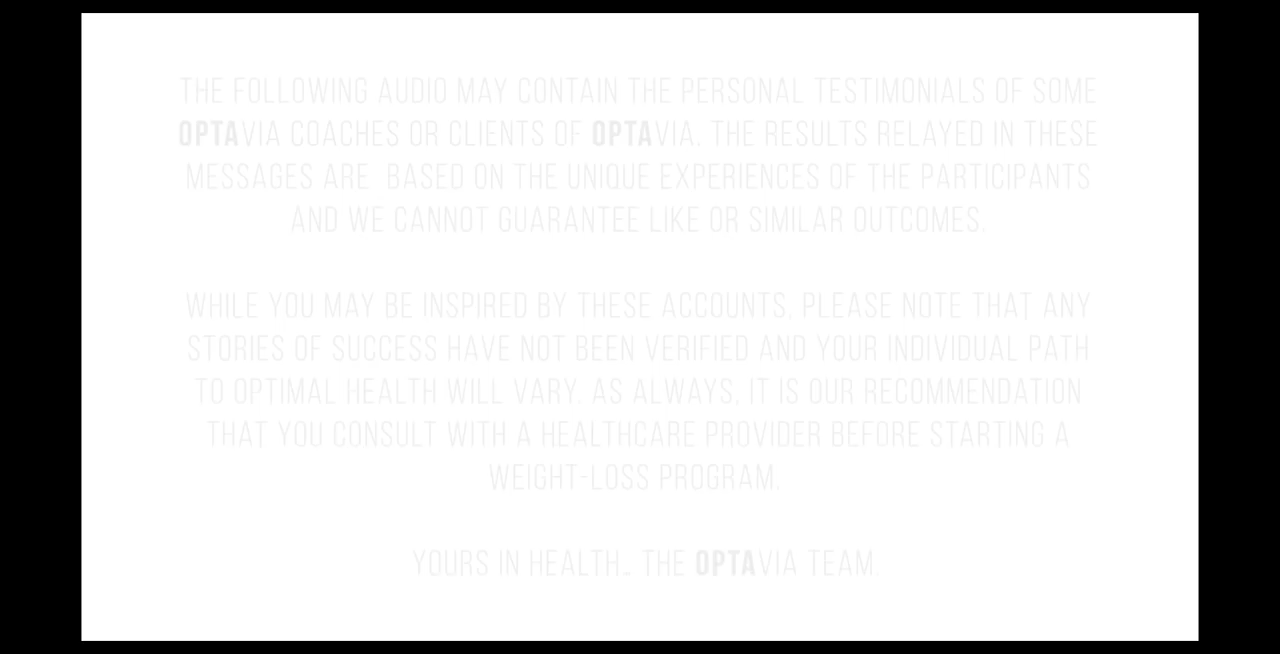 THE FOLLOWING AUDIO MAY CONTAIN THE PERSONAL TESTIMONIALS OF SOME
OPTAVIA COACHES OR CLIENTS OF OPTAVIA. THE RESULTS RELAYED IN THESE
MESSAGES ARE BASED ON THE UNIQUE EXPERIENCES OF THE PARTICIPANTS
AND WE CANNOT GUARANTEE LIKE OR SIMILAR OUTCOMES.
WHILE YOU MAY BE INSPIRED BY THESE ACCOUNTS, PLEASE NOTE THAT ANY
STORIES OF SUCCESS HAVE NOT BEEN VERIFIED AND YOUR INDIVIDUAL PATH
TO OPTIMAL HEALTH WILL VARY. AS ALWAYS, IT IS OUR RECOMMENDATION
THAT YOU CONSULT WITH A HEALTHCARE PROVIDER BEFORE STARTING A
WEIGHT-LOSS PROGRAM.
YOURS IN HEALTH… THE OPTAVIA TEAM.